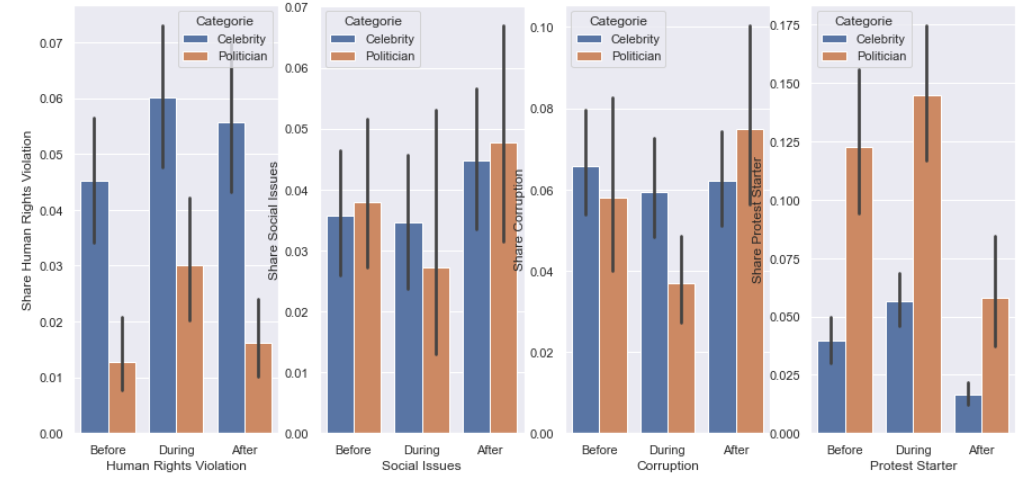 Share Human Rights Violation
0.07
0.06
0.05
0.04
0.03
0.02
0.01
0.00
Categorie
Celebrity
Politician
Before During After
Human Rights Violation
Share Social Issues
0.07
0.06
0.05
0.04
0.03
0.02
0.01
0.00
Categorie
Celebrity
Politician
Before During After
Social Issues
Share Corruption
0.10
0.08
0.06
0.04
0.02
0.00
Categorie
Celebrity
Politician
Before During After
Corruption
Share Protest Starter
0.175
0.150
0.125
0.100
0.075
0.050
0.025
0.000
Categorie
Celebrity
Politician
Before During After
Protest Starter